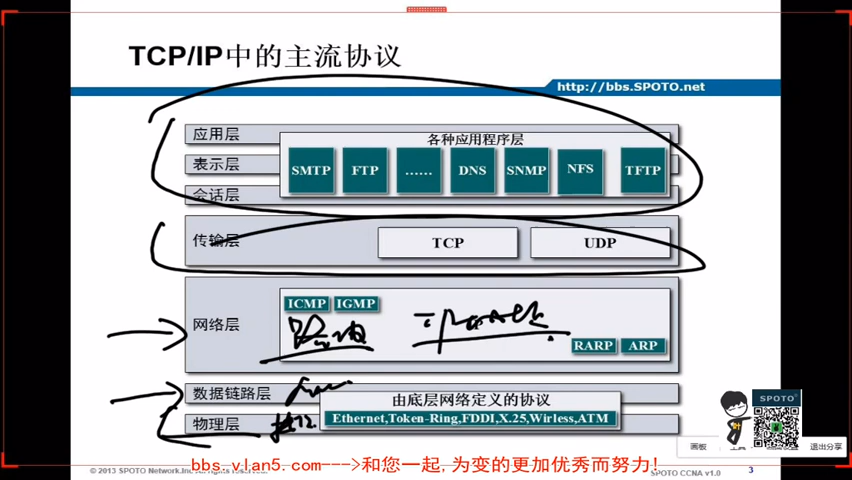 TCP/IP中的主流协议
http://bbs.SPOTO.net
应用层
各种应用程序层
表示层
SMTP FTP …… DNS SNMP NFS TFTP
会话层
传输层 TCP UDP
ICMP IGMP
网络层
RARP ARP
数据链路层
由底层网络定义的协议
物理层
Ethernet,Token-Ring,FDDI,X.25,Wirless,ATM
SPOTO
画板 工具 退出分享
bbs.vlan5.com--->和您一起,为变的更加优秀而努力!
© 2013 SPOTO Network.Inc All rights reserved. SPOTO CCNA v1.0 3